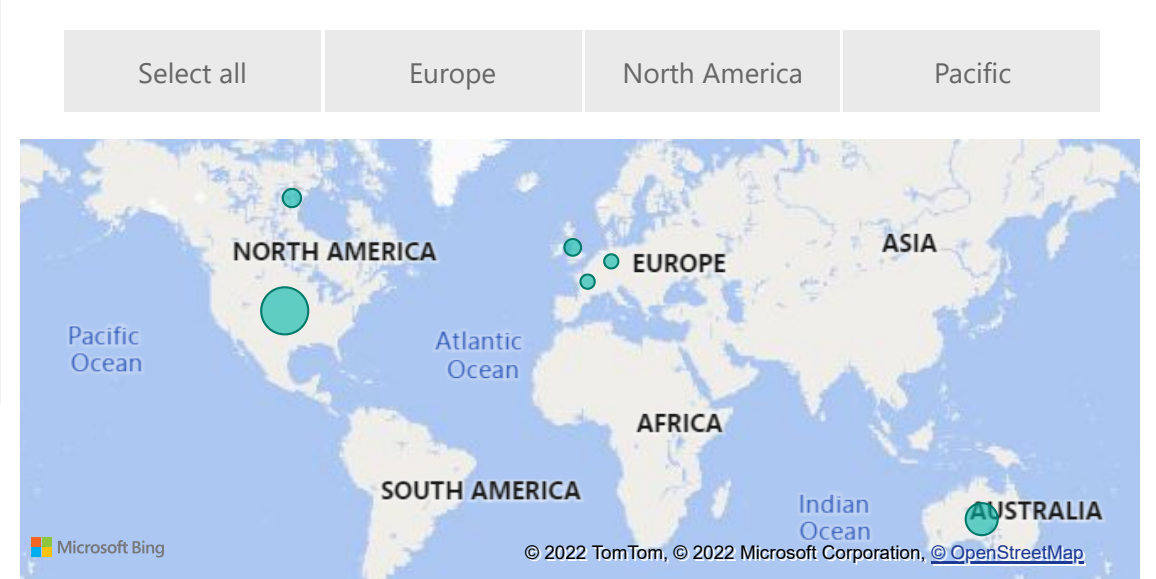 Select all
Europe
North America
Pacific
ASIA
NORTH AMERICA
EUROPE
Pacific
Ocean
Atlantic
Ocean
AFRICA
SOUTH AMERICA
Indian
Ocean
AUSTRALIA
Microsoft Bing
© 2022 TomTom, © 2022 Microsoft Corporation, © OpenStreetMap